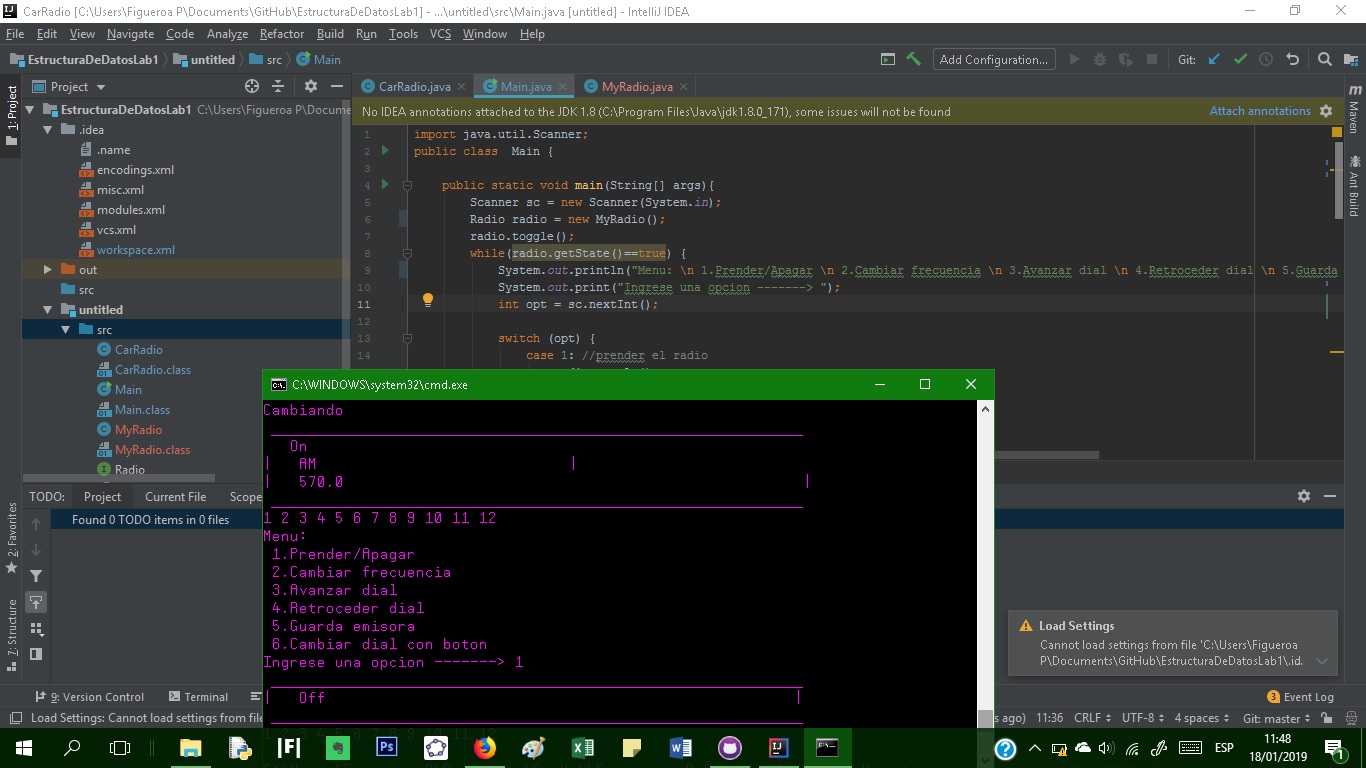 CarRadio [C:\Users\Figueroa P\Documents\GitHub\EstructuraDeDatosLab1] - ...\untitled\src\Main.java [untitled] - IntelliJ IDEA
File Edit View Navigate Code Analyze Refactor Build Run Tools VCS Window Help
EstructuraDeDatosLab1 untitled src Main Add Configuration... Git:
Project
CarRadio.java Main.java MyRadio.java
1: Project
2: Favorites
7: Structure
Maven
Ant Build
EstructuraDeDatosLab1 C:\Users\Figueroa P\Docume
.idea
.name
encodings.xml
misc.xml
modules.xml
vcs.xml
workspace.xml
out
src
untitled
src
CarRadio
CarRadio.class
Main
Main.class
MyRadio
MyRadio.class
Radio
No IDEA annotations attached to the JDK 1.8 (C:\Program Files\Java\jdk1.8.0_171), some issues will not be found Attach annotations
1 import java.util.Scanner;
2 public class Main {
3
4 public static void main(String[] args){
5 Scanner sc = new Scanner(System.in);
6 Radio radio = new MyRadio();
7 radio.toggle();
8 while(radio.getState()==true) {
9 System.out.println("Menu: \n 1.Prender/Apagar \n 2.Cambiar frecuencia \n 3.Avanzar dial \n 4.Retroceder dial \n 5.Guarda
10 System.out.print("Ingrese una opcion -------> ");
11 int opt = sc.nextInt();
12
13 switch (opt) {
14 case 1: //prender el radio
C:\WINDOWS\system32\cmd.exe
Cambiando
On
| AM |
| 570.0 |
1 2 3 4 5 6 7 8 9 10 11 12
Menu:
1.Prender/Apagar
2.Cambiar frecuencia
3.Avanzar dial
4.Retroceder dial
5.Guarda emisora
6.Cambiar dial con boton
Ingrese una opcion -------> 1
| Off |
TODO: Project Current File Scope
Found 0 TODO items in 0 files
Load Settings
Cannot load settings from file 'C:\Users\Figueroa
P\Documents\GitHub\EstructuraDeDatosLab1\.id.
9: Version Control Terminal
3 Event Log
Load Settings: Cannot load settings from file
s ago) 11:36 CRLF UTF-8 4 spaces Git: master
ESP
11:48
18/01/2019
1